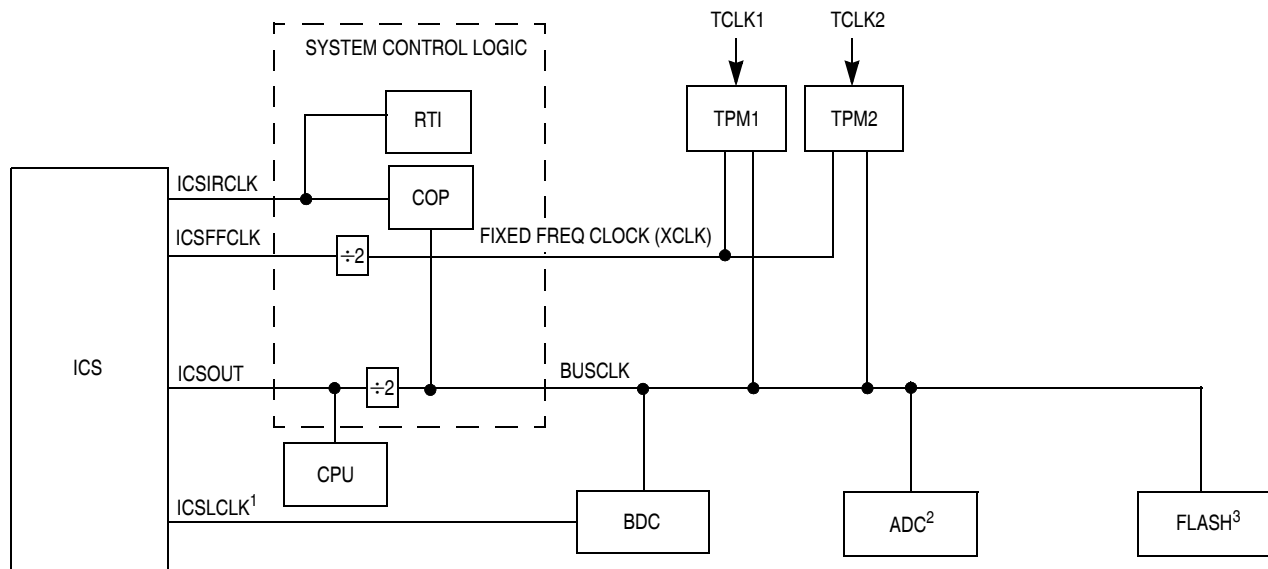 TCLK1
TCLK2
SYSTEM CONTROL LOGIC
RTI
TPM1
TPM2
ICSIRCLK
COP
ICSFFCLK
÷2
FIXED FREQ CLOCK (XCLK)
ICS
ICSOUT
÷2
BUSCLK
CPU
ICSLCLK¹
BDC
ADC²
FLASH³